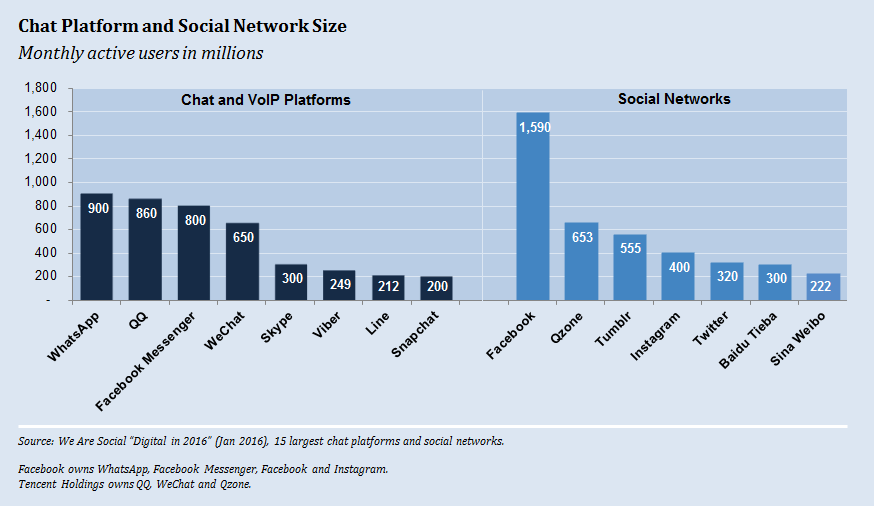 Chat Platform and Social Network Size
Monthly active users in millions
1,800
1,600
1,400
1,200
1,000
800
600
400
200
-
Chat and VoIP Platforms
Social Networks
900
860
800
650
300
249
212
200
1,590
653
555
400
320
300
222
WhatsApp
QQ
Facebook Messenger
WeChat
Skype
Viber
Line
Snapchat
Facebook
Qzone
Tumblr
Instagram
Twitter
Baidu Tieba
Sina Weibo
Source: We Are Social "Digital in 2016" (Jan 2016), 15 largest chat platforms and social networks.
Facebook owns WhatsApp, Facebook Messenger, Facebook and Instagram.
Tencent Holdings owns QQ, WeChat and Qzone.